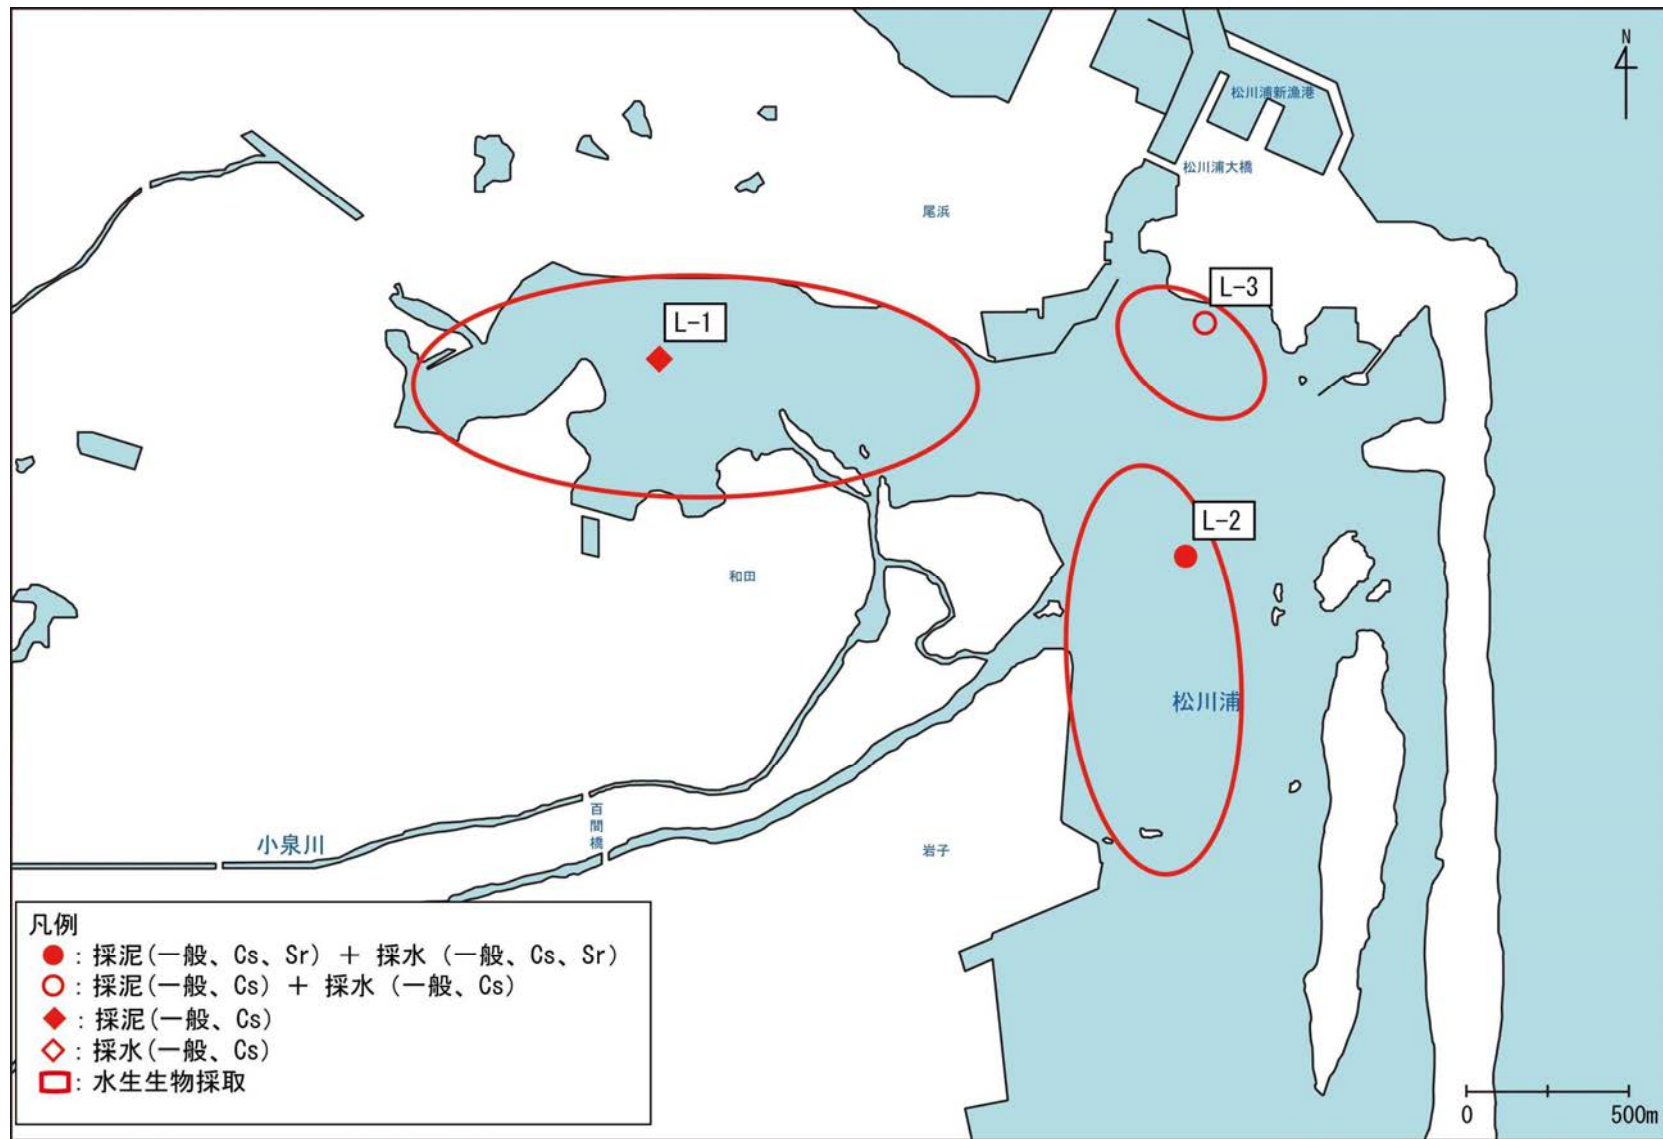 N
松川浦新漁港
松川浦大橋
尾浜
L-3
L-1
L-2
和田
松川浦
小泉川
百間橋
岩子
凡例
●：採泥(一般、Cs、Sr) ＋ 採水 (一般、Cs、Sr)
○：採泥(一般、Cs) ＋ 採水 (一般、Cs)
◆：採泥(一般、Cs)
◇：採水(一般、Cs)
□：水生生物採取
0 500m